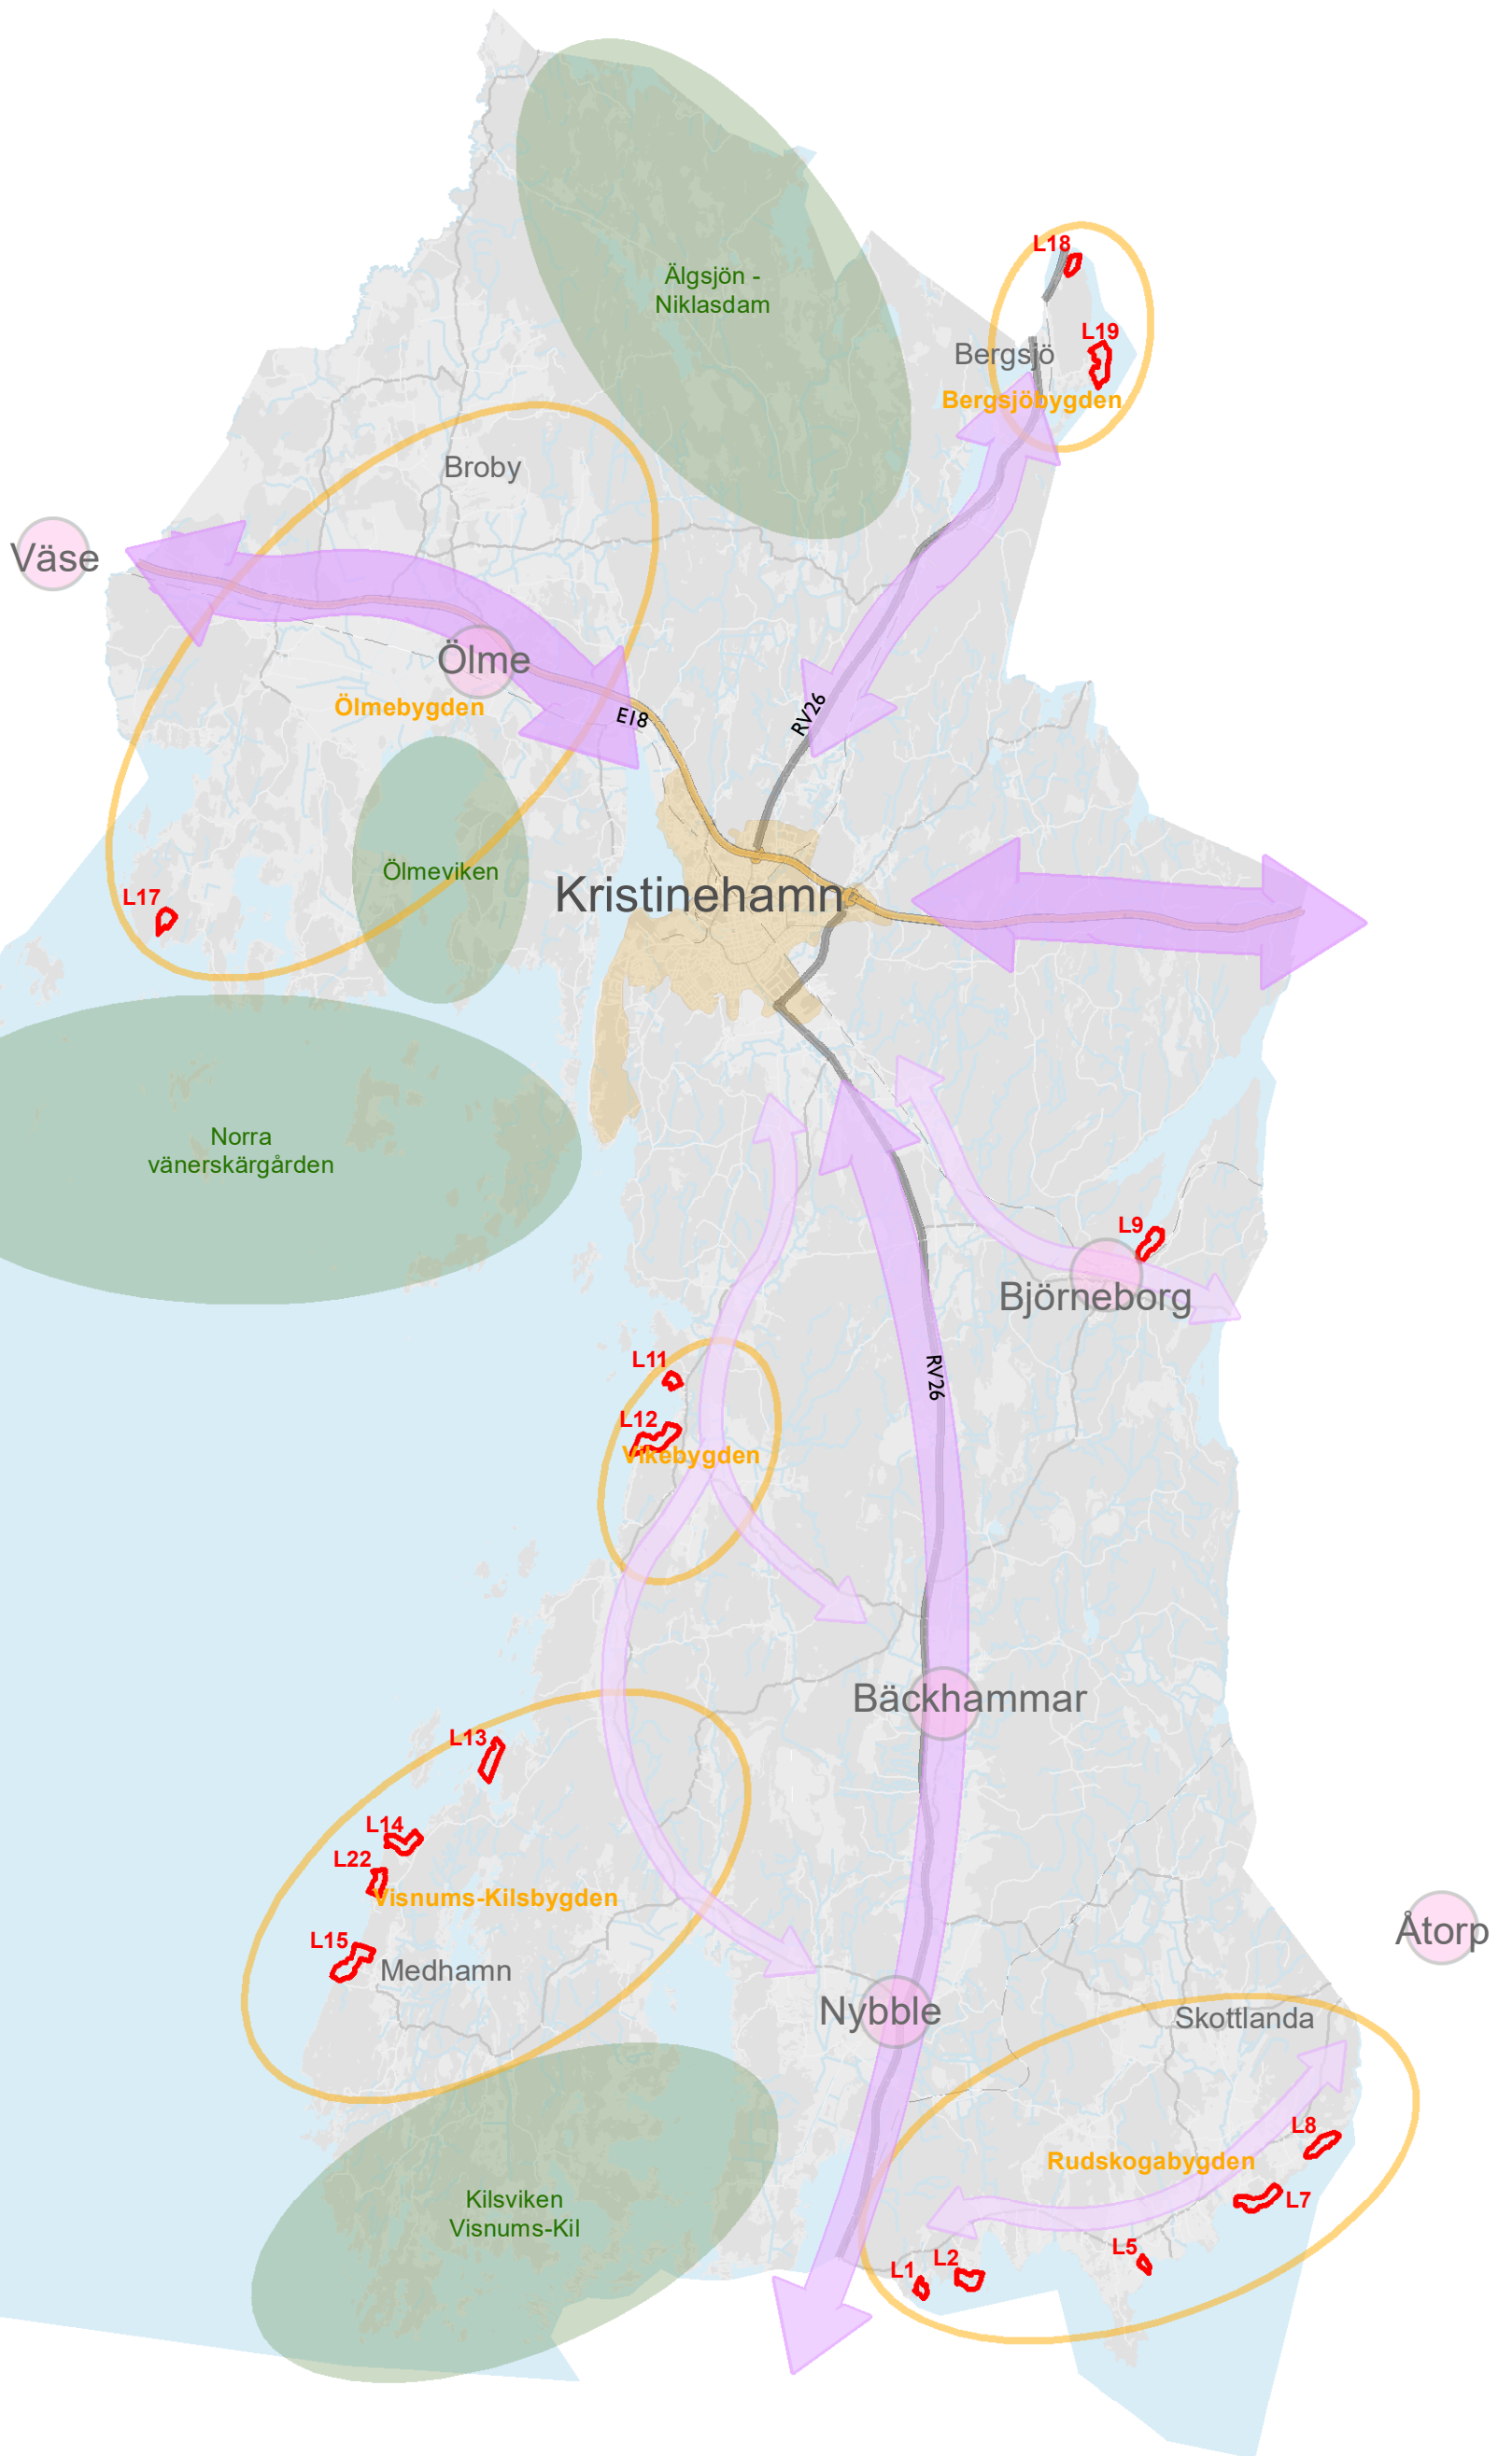 L18
Älgsjön -
Niklasdam
L19
Bergsjö
Bergsjöbygden
Broby
Väse
Ölme
Ölmebygden
E18
RV26
Ölmeviken
Kristinehamn
L17
Norra
vänerskärgården
L9
Björneborg
L11
RV26
L12
Vikebygden
Bäckhammar
L13
L14
L22
Visnums-Kilsbygden
Åtorp
L15
Medhamn
Nybble
Skottlanda
L8
Rudskogabygden
L7
Kilsviken
Visnums-Kil
L5
L2
L1